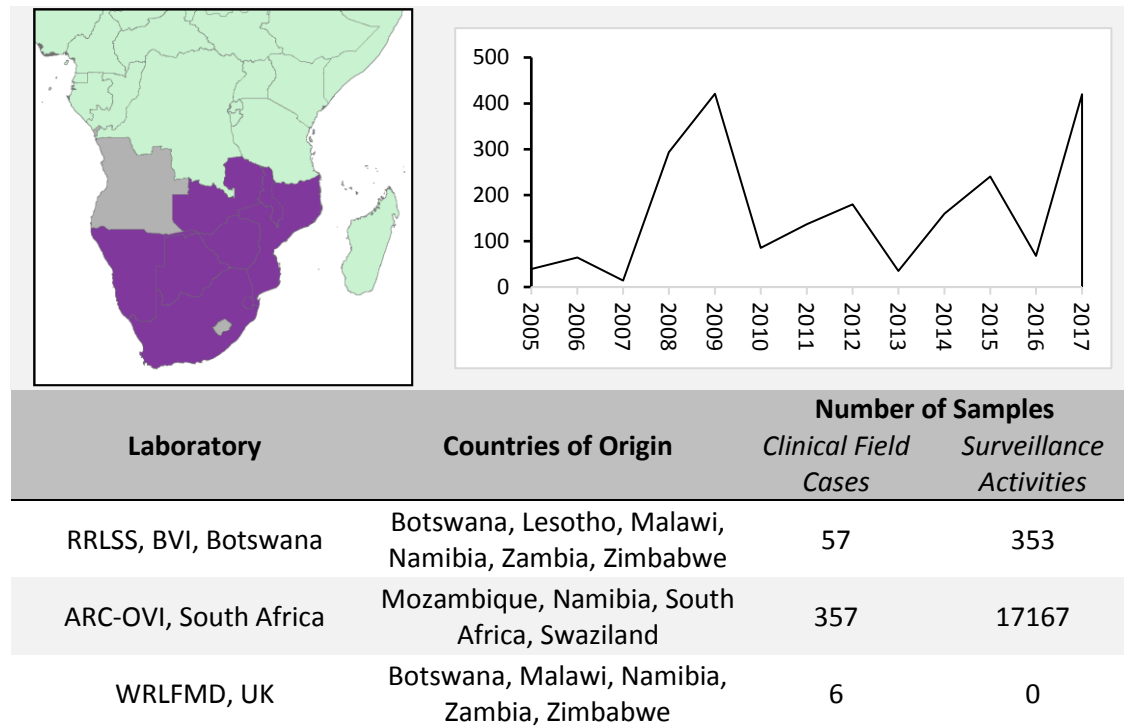 500
400
300
200
100
0
2005
2006
2007
2008
2009
2010
2011
2012
2013
2014
2015
2016
2017
Number of Samples
Laboratory Countries of Origin Clinical Field Surveillance
Cases Activities
Botswana, Lesotho, Malawi,
RRLSS, BVI, Botswana 57 353
Namibia, Zambia, Zimbabwe
Mozambique, Namibia, South
ARC-OVI, South Africa 357 17167
Africa, Swaziland
Botswana, Malawi, Namibia,
WRLFMD, UK 6 0
Zambia, Zimbabwe